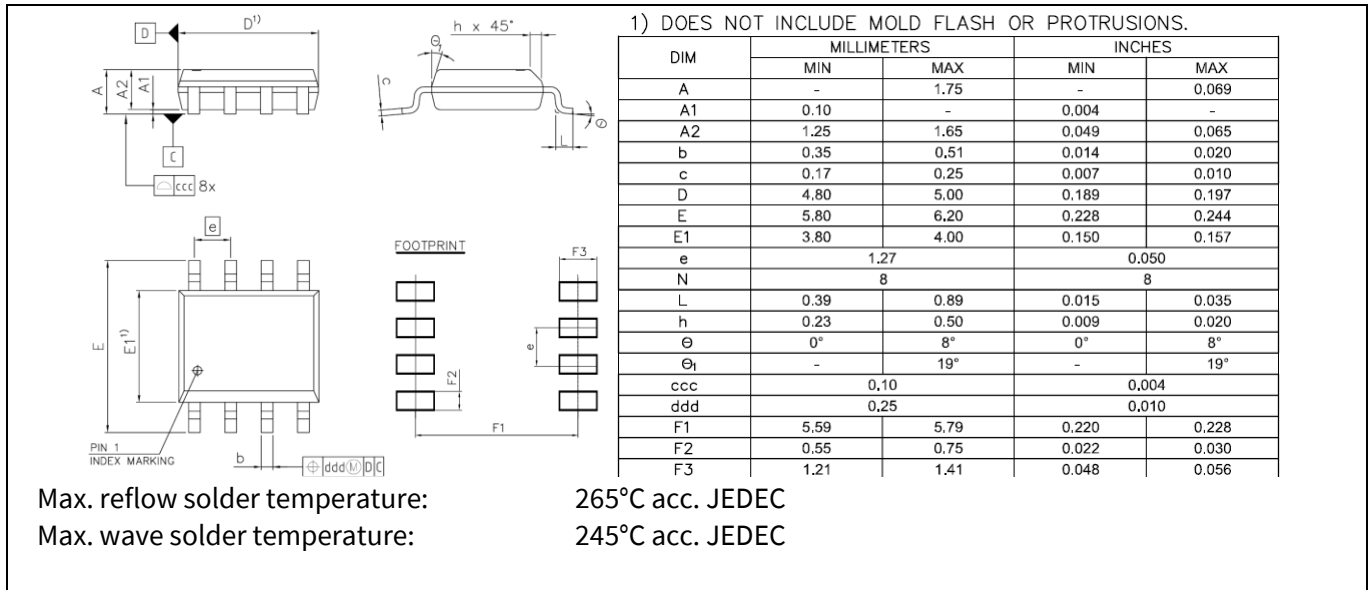 1) DOES NOT INCLUDE MOLD FLASH OR PROTRUSIONS.
D
D1)
h x 45°
Θ1
A
A2
A1
c
Θ
L
C
ccc 8x
e
E
E1 1)
PIN 1
INDEX MARKING
b
ddd Ⓜ D C
FOOTPRINT
F3
e
F2
F1
DIM MILLIMETERS INCHES
MIN MAX MIN MAX
A - 1.75 - 0.069
A1 0.10 - 0.004 -
A2 1.25 1.65 0.049 0.065
b 0.35 0.51 0.014 0.020
c 0.17 0.25 0.007 0.010
D 4.80 5.00 0.189 0.197
E 5.80 6.20 0.228 0.244
E1 3.80 4.00 0.150 0.157
e 1.27 0.050
N 8 8
L 0.39 0.89 0.015 0.035
h 0.23 0.50 0.009 0.020
Θ 0° 8° 0° 8°
Θ1 - 19° - 19°
ccc 0.10 0.004
ddd 0.25 0.010
F1 5.59 5.79 0.220 0.228
F2 0.55 0.75 0.022 0.030
F3 1.21 1.41 0.048 0.056
Max. reflow solder temperature: 265°C acc. JEDEC
Max. wave solder temperature: 245°C acc. JEDEC